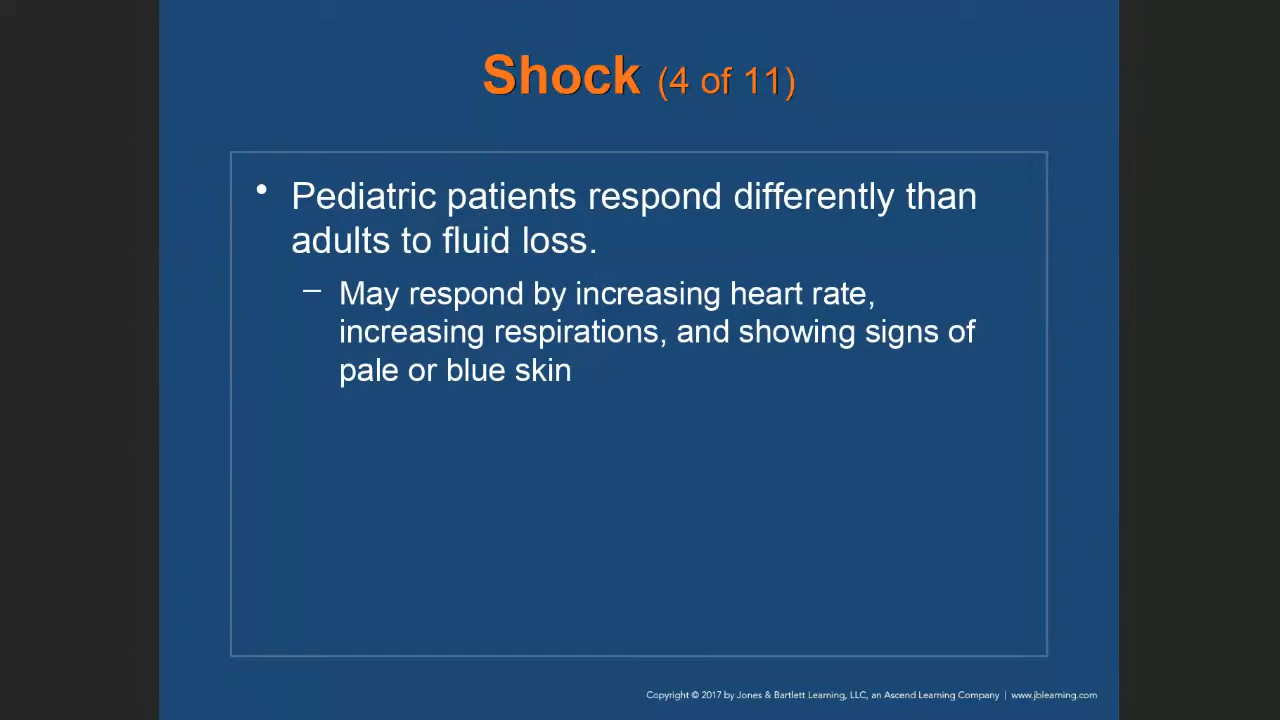 Shock (4 of 11)
• Pediatric patients respond differently than
adults to fluid loss.
– May respond by increasing heart rate,
increasing respirations, and showing signs of
pale or blue skin
Copyright © 2017 by Jones & Bartlett Learning, LLC, an Ascend Learning Company | www.jblearning.com